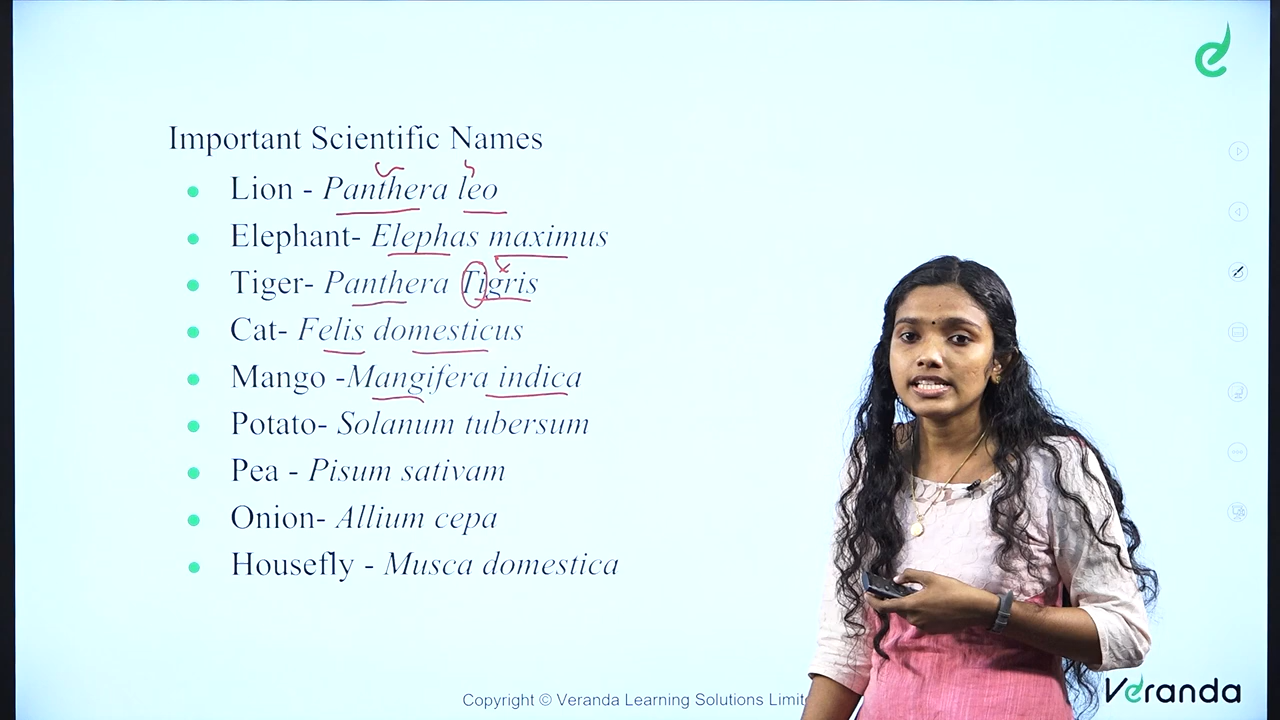 Important Scientific Names
Lion - Panthera leo
Elephant- Elephas maximus
Tiger- Panthera Tigris
Cat- Felis domesticus
Mango -Mangifera indica
Potato- Solanum tubersum
Pea - Pisum sativam
Onion- Allium cepa
Housefly - Musca domestica
Copyright © Veranda Learning Solutions Limite
Veranda